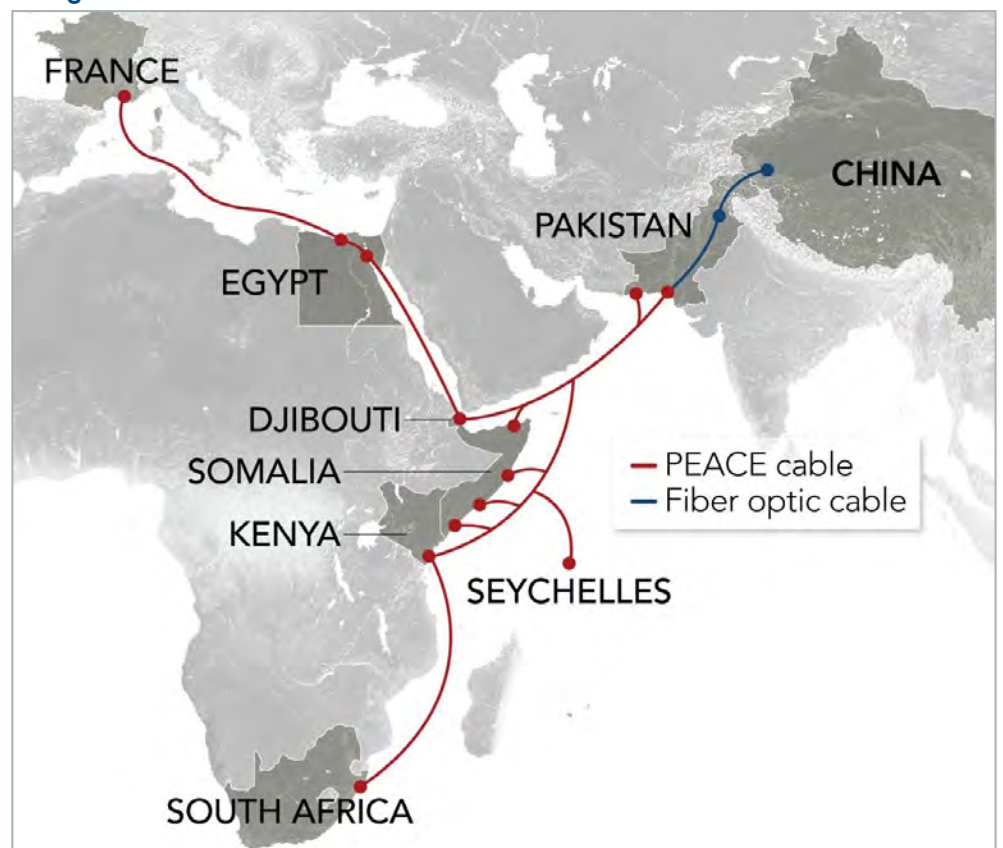 FRANCE
CHINA
PAKISTAN
EGYPT
DJIBOUTI
SOMALIA
PEACE cable
Fiber optic cable
KENYA
SEYCHELLES
SOUTH AFRICA